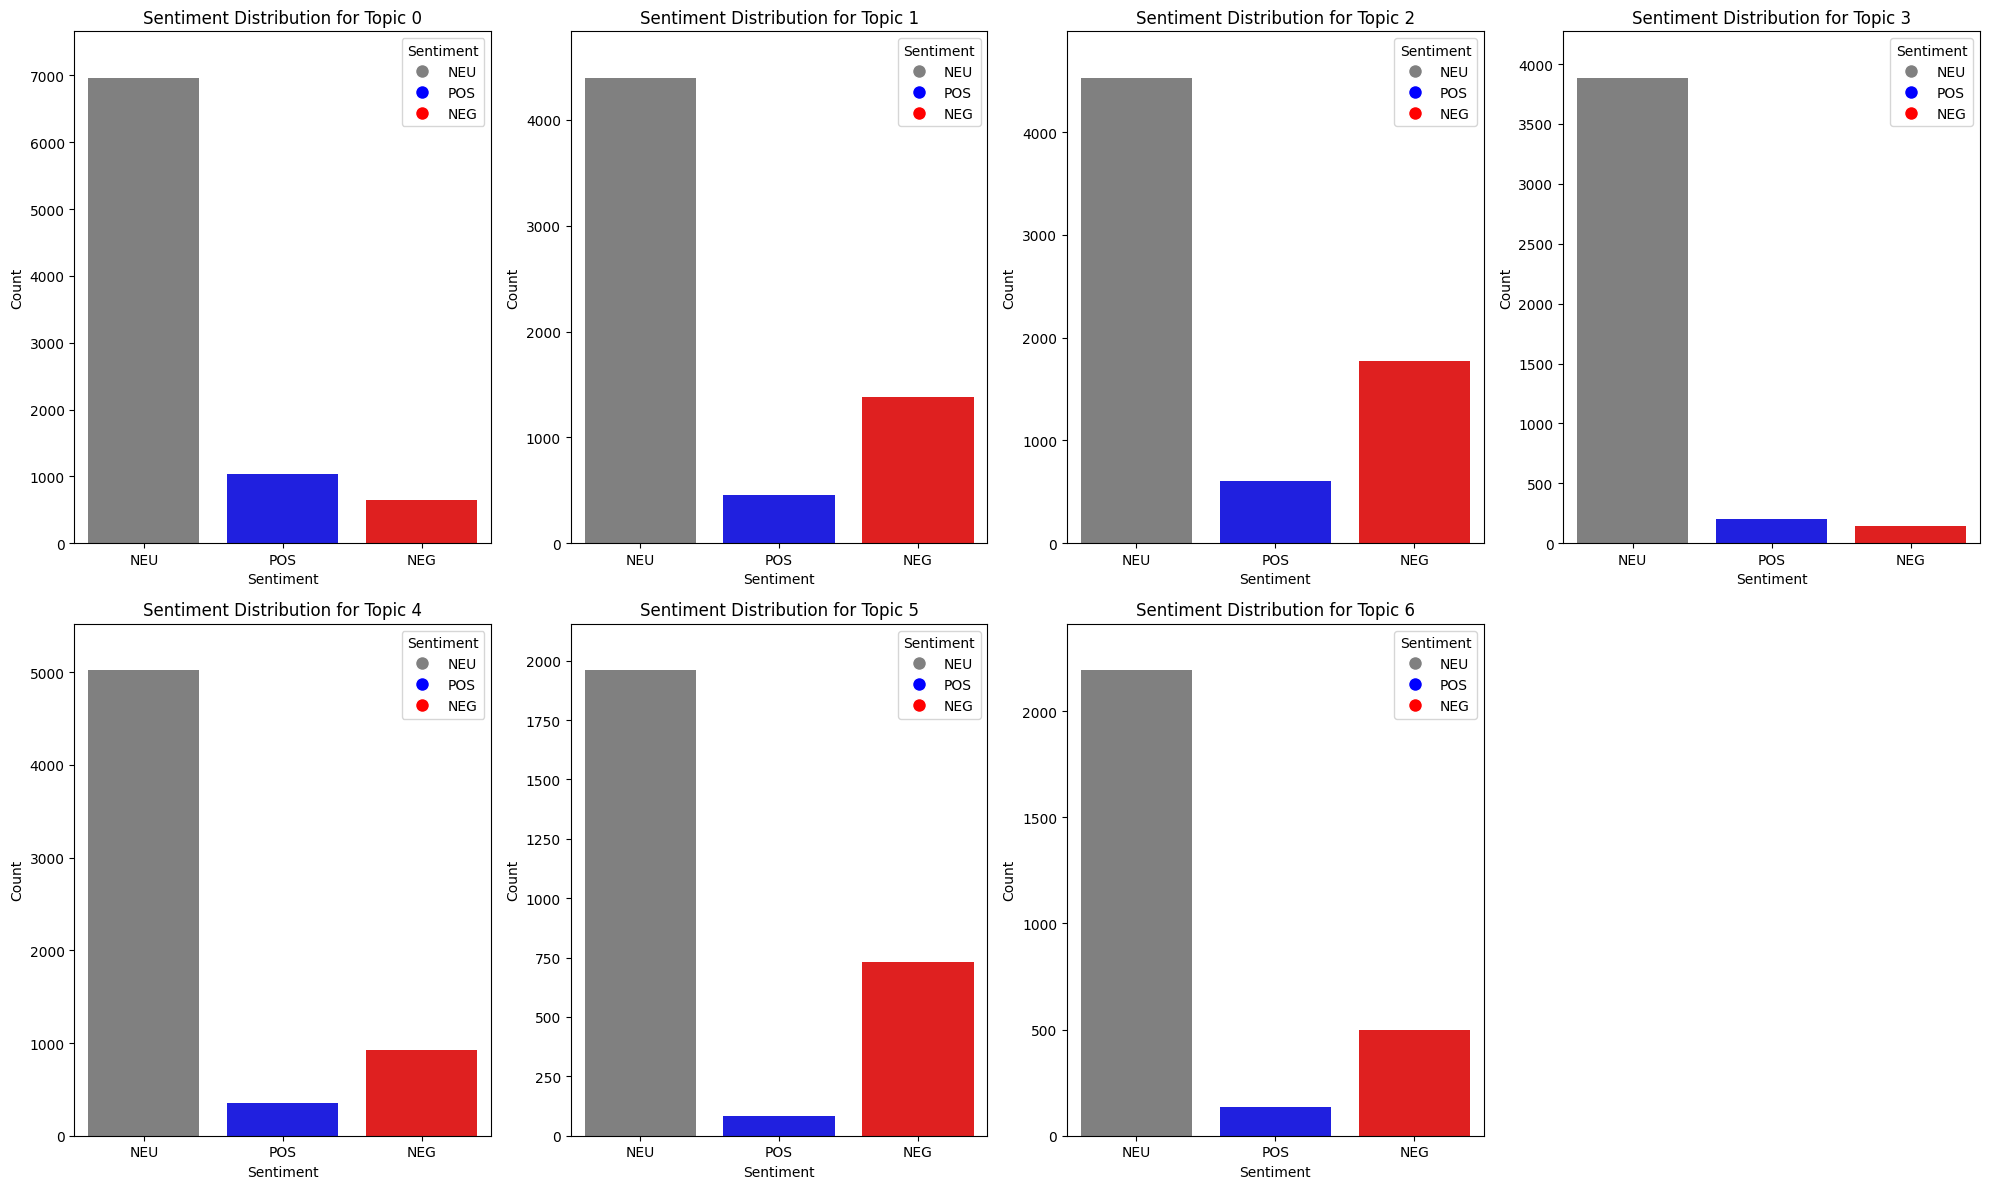 Sentiment Distribution for Topic 0
Sentiment
NEU
POS
NEG
7000
6000
5000
4000
3000
2000
1000
0
Count
NEU POS NEG
Sentiment
Sentiment Distribution for Topic 1
Sentiment
NEU
POS
NEG
4000
3000
2000
1000
0
Count
NEU POS NEG
Sentiment
Sentiment Distribution for Topic 2
Sentiment
NEU
POS
NEG
4000
3000
2000
1000
0
Count
NEU POS NEG
Sentiment
Sentiment Distribution for Topic 3
Sentiment
NEU
POS
NEG
4000
3500
3000
2500
2000
1500
1000
500
0
Count
NEU POS NEG
Sentiment
Sentiment Distribution for Topic 4
Sentiment
NEU
POS
NEG
5000
4000
3000
2000
1000
0
Count
NEU POS NEG
Sentiment
Sentiment Distribution for Topic 5
Sentiment
NEU
POS
NEG
2000
1750
1500
1250
1000
750
500
250
0
Count
NEU POS NEG
Sentiment
Sentiment Distribution for Topic 6
Sentiment
NEU
POS
NEG
2000
1500
1000
500
0
Count
NEU POS NEG
Sentiment